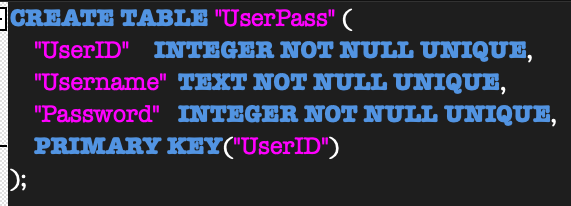 CREATE TABLE "UserPass" (
"UserID" INTEGER NOT NULL UNIQUE,
"Username" TEXT NOT NULL UNIQUE,
"Password" INTEGER NOT NULL UNIQUE,
PRIMARY KEY("UserID")
);